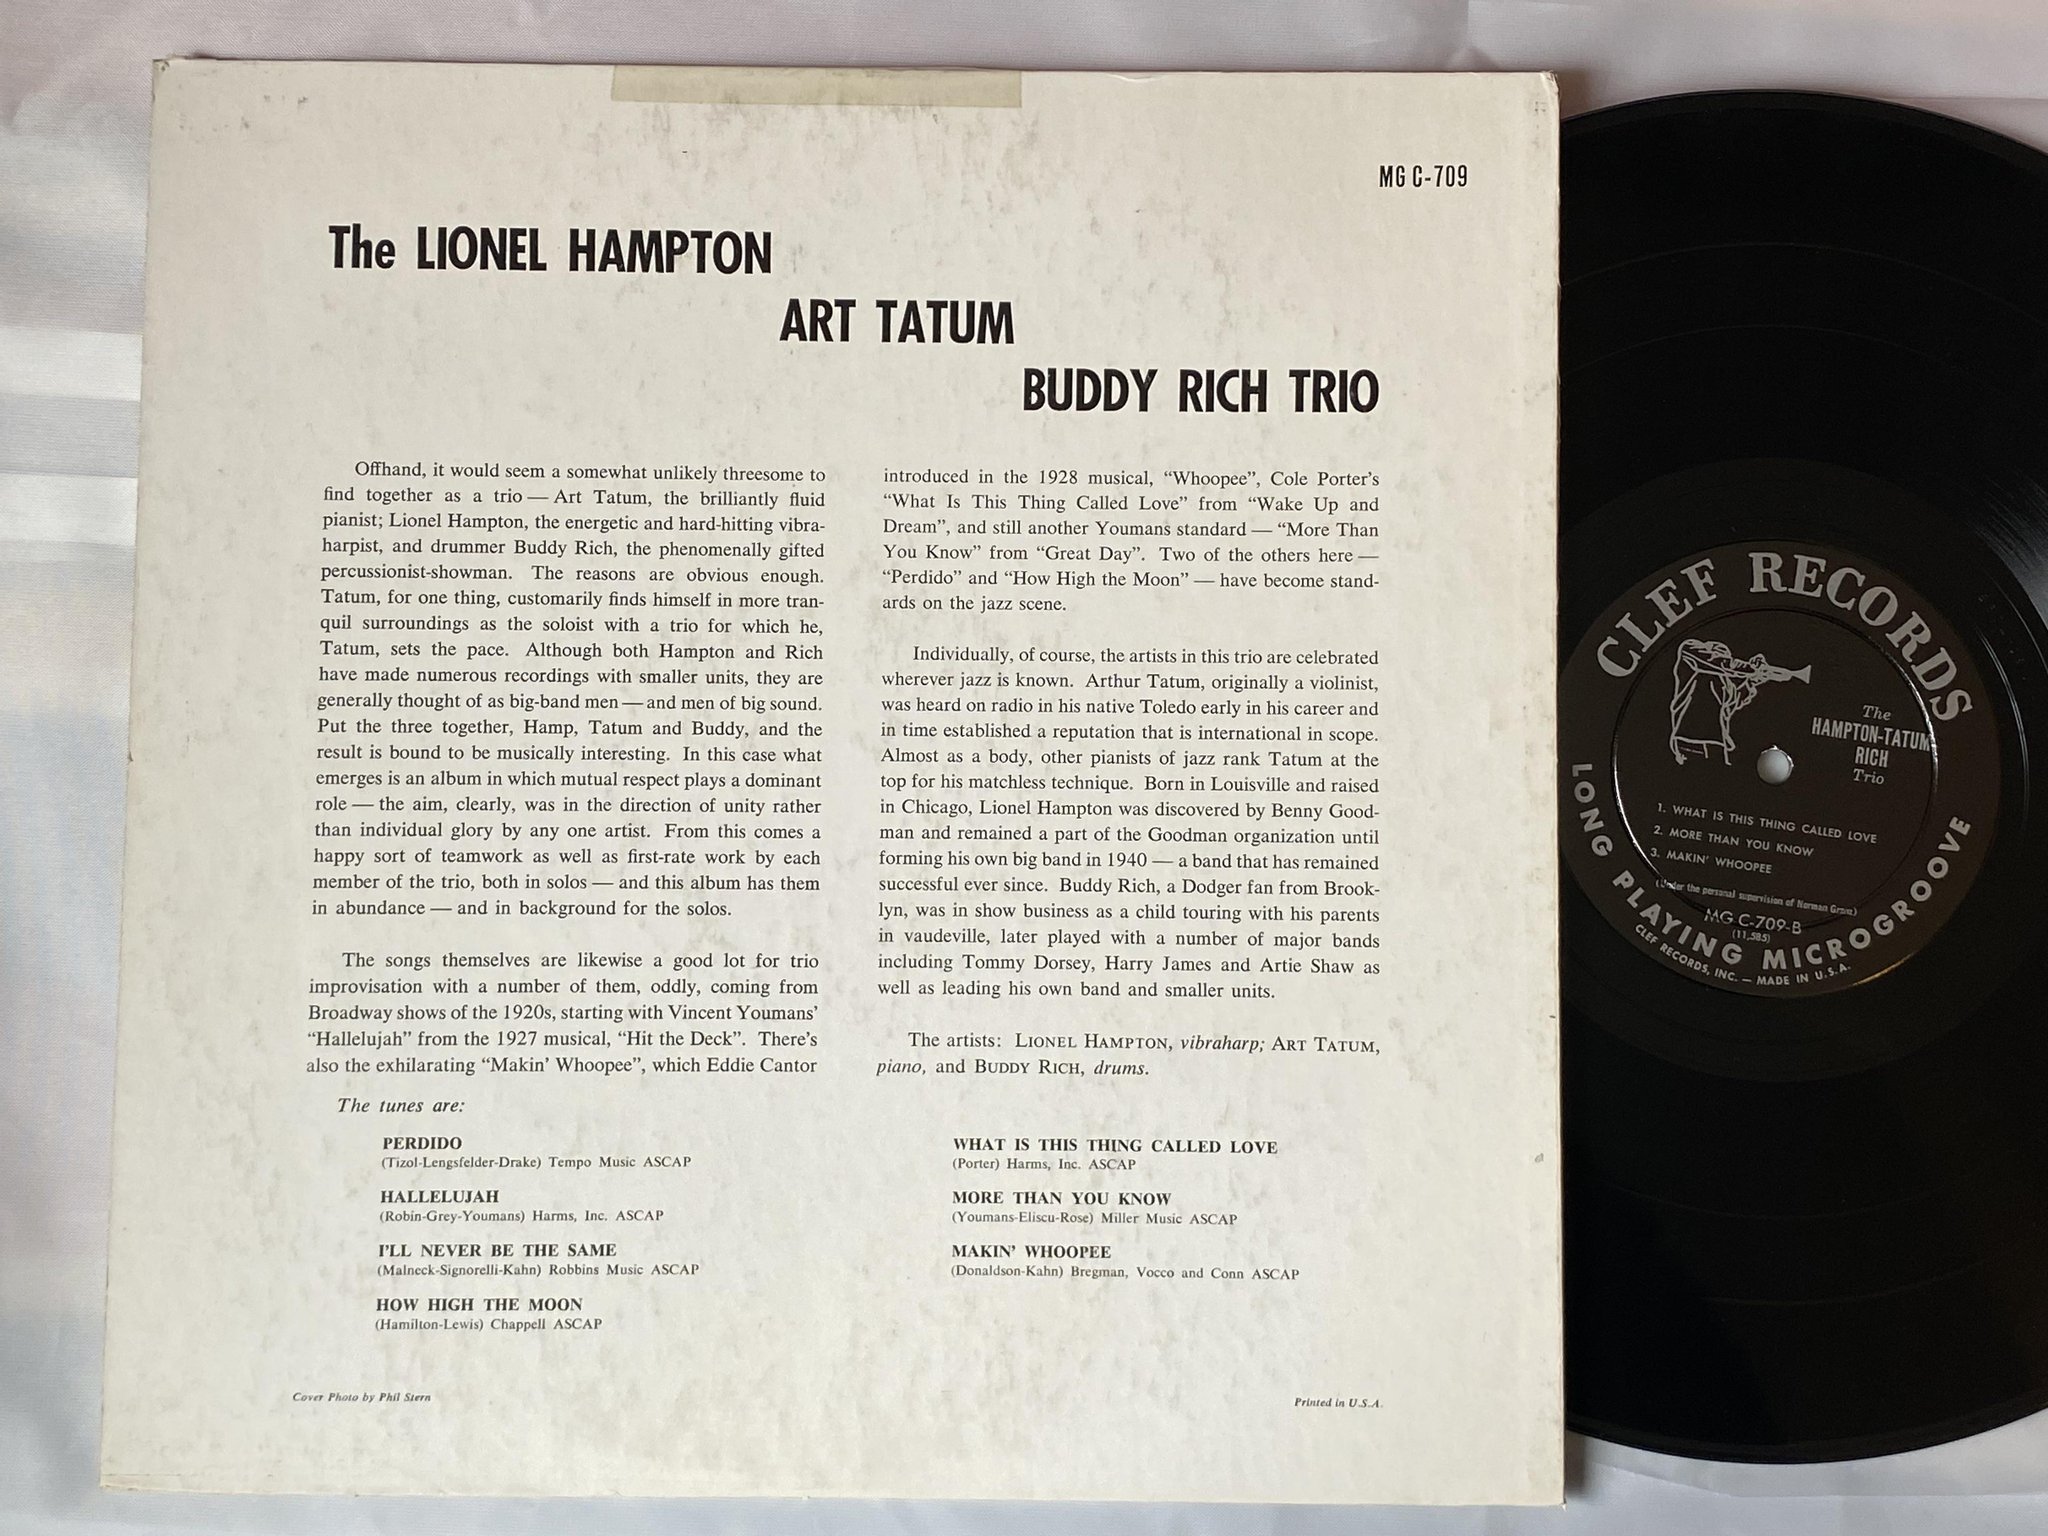 MG C-709
The LIONEL HAMPTON
ART TATUM
BUDDY RICH TRIO
Offhand, it would seem a somewhat unlikely threesome to
find together as a trio — Art Tatum, the brilliantly fluid
pianist; Lionel Hampton, the energetic and hard-hitting vibra-
harpist, and drummer Buddy Rich, the phenomenally gifted
percussionist-showman. The reasons are obvious enough.
Tatum, for one thing, customarily finds himself in more tran-
quil surroundings as the soloist with a trio for which he,
Tatum, sets the pace. Although both Hampton and Rich
have made numerous recordings with smaller units, they are
generally thought of as big-band men — and men of big sound.
Put the three together, Hamp, Tatum and Buddy, and the
result is bound to be musically interesting. In this case what
emerges is an album in which mutual respect plays a dominant
role — the aim, clearly, was in the direction of unity rather
than individual glory by any one artist. From this comes a
happy sort of teamwork as well as first-rate work by each
member of the trio, both in solos — and this album has them
in abundance — and in background for the solos.
The songs themselves are likewise a good lot for trio
improvisation with a number of them, oddly, coming from
Broadway shows of the 1920s, starting with Vincent Youmans'
“Hallelujah” from the 1927 musical, “Hit the Deck”. There's
also the exhilarating “Makin' Whoopee”, which Eddie Cantor
introduced in the 1928 musical, “Whoopee”, Cole Porter's
“What Is This Thing Called Love” from “Wake Up and
Dream”, and still another Youmans standard — “More Than
You Know” from “Great Day”. Two of the others here —
“Perdido” and “How High the Moon” — have become stand-
ards on the jazz scene.
Individually, of course, the artists in this trio are celebrated
wherever jazz is known. Arthur Tatum, originally a violinist,
was heard on radio in his native Toledo early in his career and
in time established a reputation that is international in scope.
Almost as a body, other pianists of jazz rank Tatum at the
top for his matchless technique. Born in Louisville and raised
in Chicago, Lionel Hampton was discovered by Benny Good-
man and remained a part of the Goodman organization until
forming his own big band in 1940 — a band that has remained
successful ever since. Buddy Rich, a Dodger fan from Brook-
lyn, was in show business as a child touring with his parents
in vaudeville, later played with a number of major bands
including Tommy Dorsey, Harry James and Artie Shaw as
well as leading his own band and smaller units.
The artists: LIONEL HAMPTON, vibraharp; ART TATUM,
piano, and BUDDY RICH, drums.
The tunes are:
PERDIDO
(Tizol-Lengsfelder-Drake) Tempo Music ASCAP
HALLELUJAH
(Robin-Grey-Youmans) Harms, Inc. ASCAP
I'LL NEVER BE THE SAME
(Malneck-Signorelli-Kahn) Robbins Music ASCAP
HOW HIGH THE MOON
(Hamilton-Lewis) Chappell ASCAP
WHAT IS THIS THING CALLED LOVE
(Porter) Harms, Inc. ASCAP
MORE THAN YOU KNOW
(Youmans-Eliscu-Rose) Miller Music ASCAP
MAKIN' WHOOPEE
(Donaldson-Kahn) Bregman, Vocco and Conn ASCAP
Cover Photo by Phil Stern
Printed in U.S.A.
CLEF RECORDS
The
HAMPTON-TATUM
RICH
Trio
1. WHAT IS THIS THING CALLED LOVE
2. MORE THAN YOU KNOW
3. MAKIN' WHOOPEE
(Under the personal supervision of Norman Granz)
MG C-709-B
(11,585)
LONG PLAYING MICROGROOVE
CLEF RECORDS, INC. — MADE IN U.S.A.